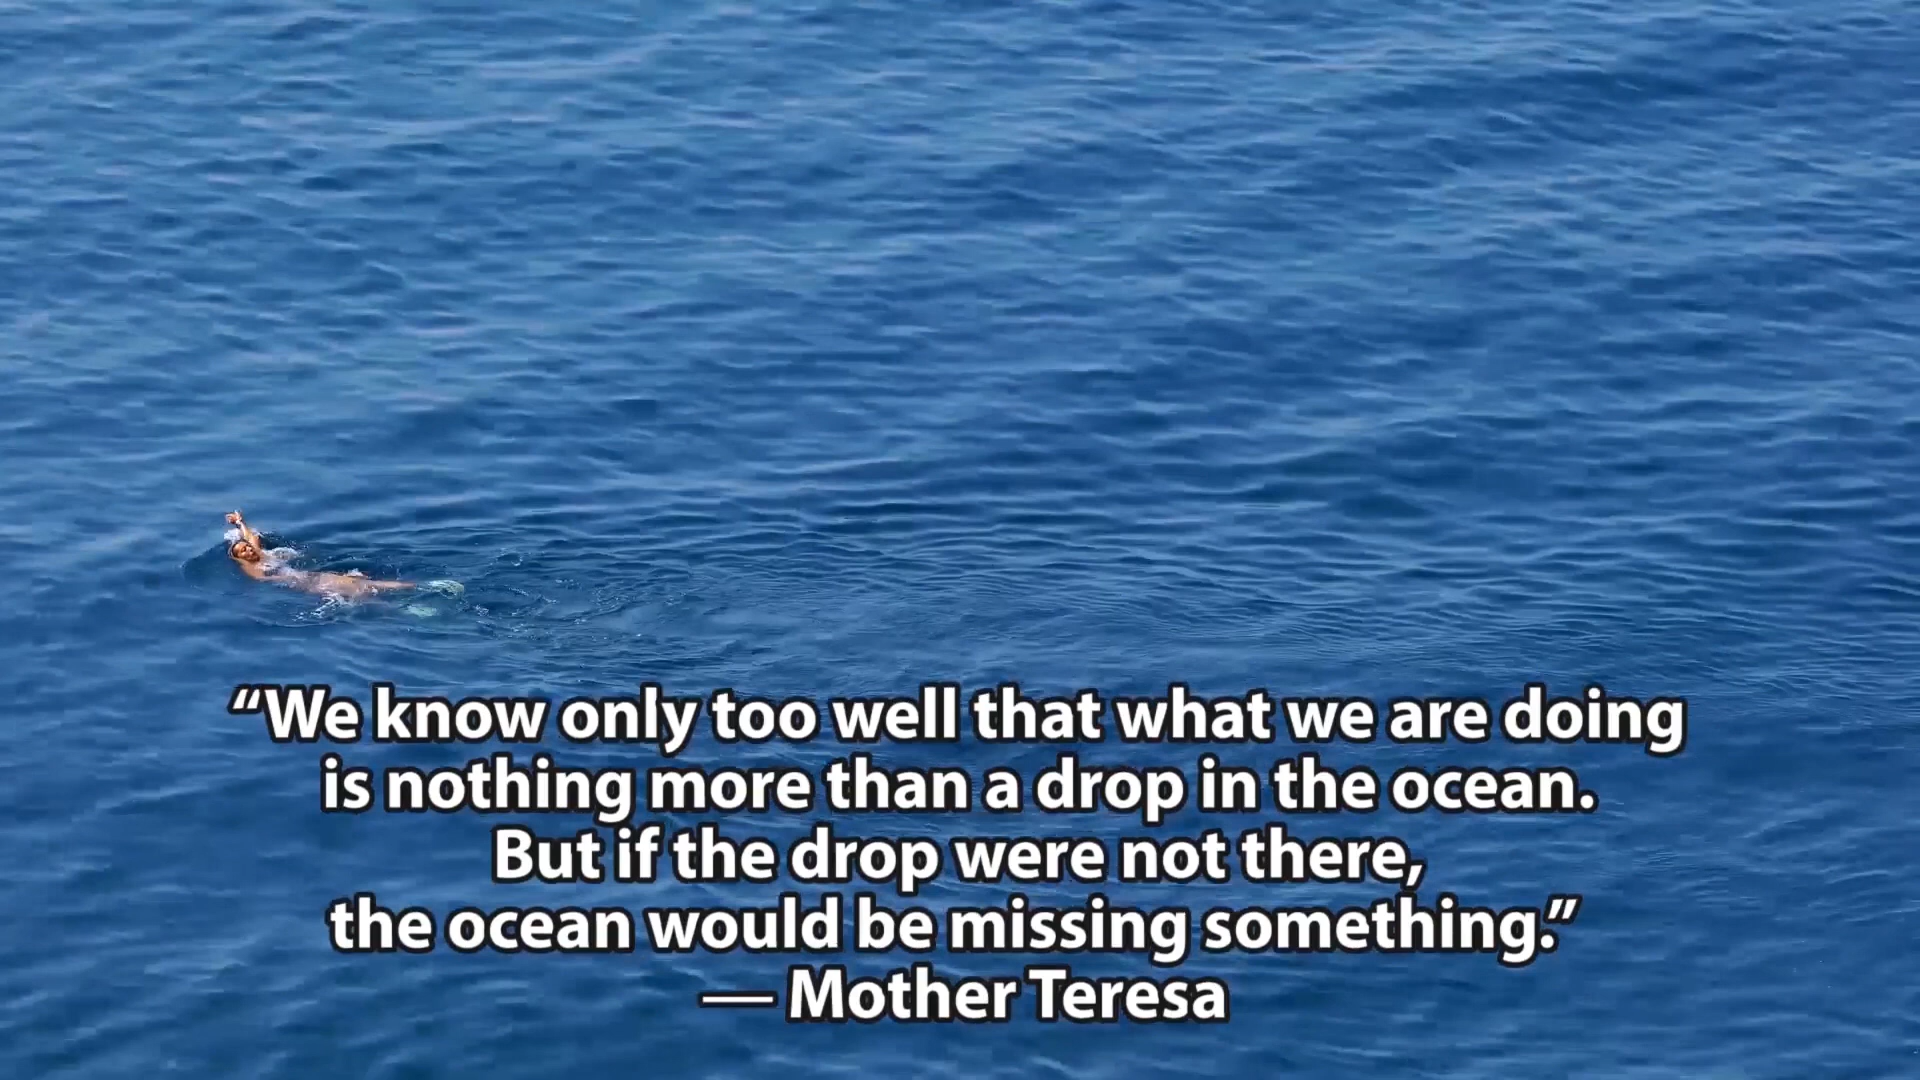 “We know only too well that what we are doing
is nothing more than a drop in the ocean.
But if the drop were not there,
the ocean would be missing something.”
— Mother Teresa